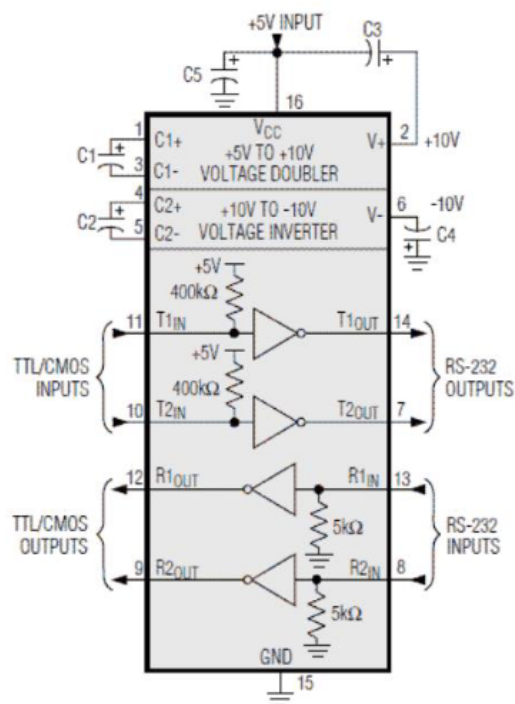 +5V INPUT
C3
C5
+
+
16
1
VCC
2
+10V
C1
+
C1+
+5V TO +10V
VOLTAGE DOUBLER
V+
3
C1-
4
C2
+
C2+
+10V TO -10V
VOLTAGE INVERTER
V-
6
-10V
5
C2-
+
C4
+5V
400kΩ
11
T1IN
T1OUT
14
TTL/CMOS
INPUTS
+5V
400kΩ
RS-232
OUTPUTS
10
T2IN
T2OUT
7
12
R1OUT
R1IN
13
TTL/CMOS
OUTPUTS
5kΩ
RS-232
INPUTS
9
R2OUT
R2IN
8
5kΩ
GND
15